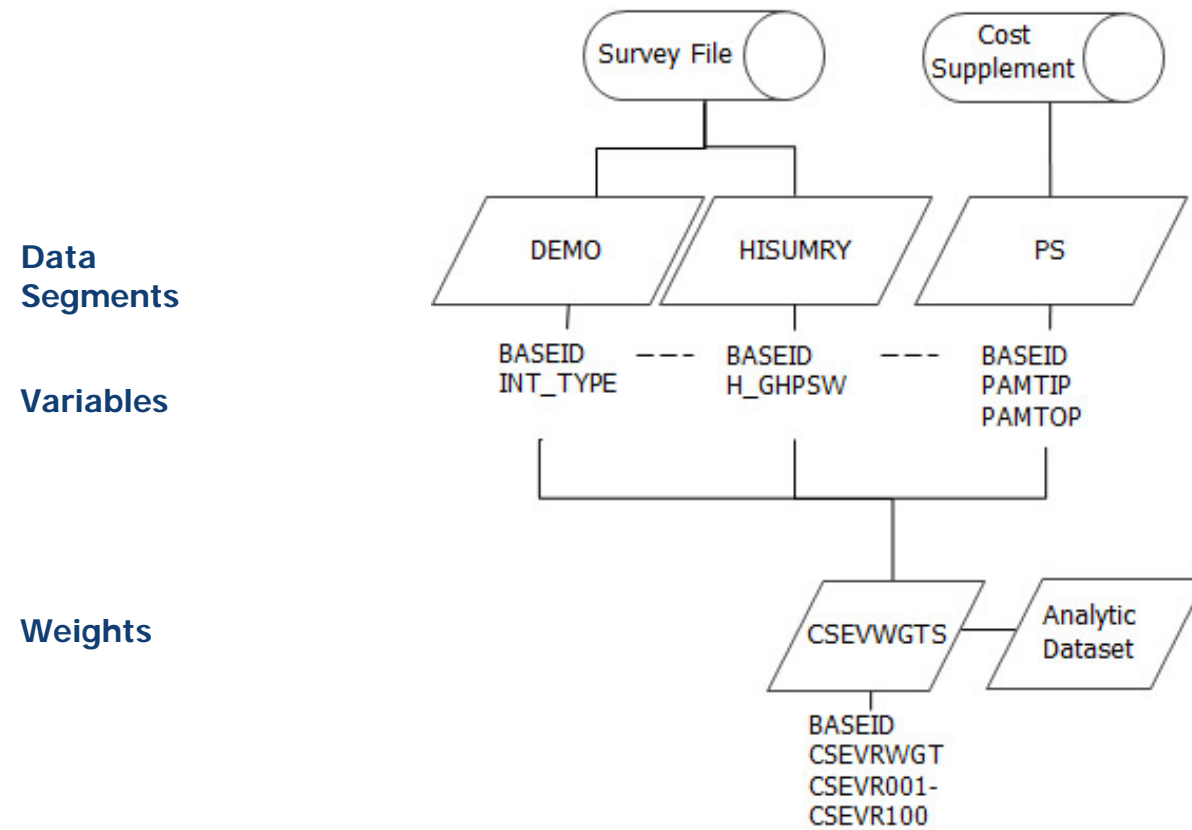 Survey File
Cost
Supplement
Data
Segments
DEMO
HISUMRY
PS
Variables
BASEID
INT_TYPE
BASEID
H_GHPSW
BASEID
PAMTIP
PAMTOP
Weights
CSEVWGTS
Analytic
Dataset
BASEID
CSEVRWGT
CSEVR001-
CSEVR100